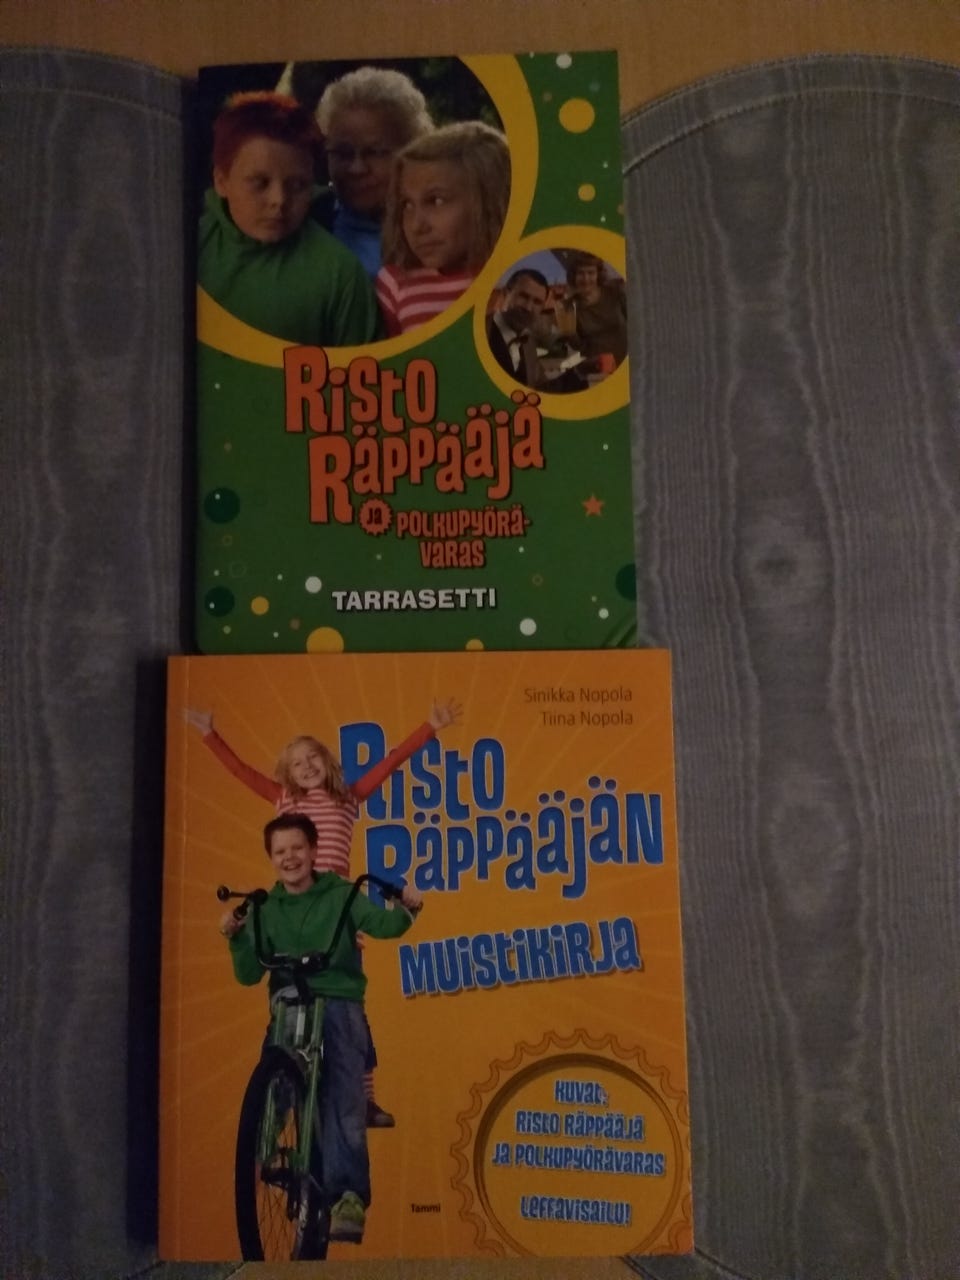 Risto
Räppääjä
ja POLKUPYÖRÄ-
VARAS
TARRASETTI
Sinikka Nopola
Tiina Nopola
Risto
Räppääjän
MUISTIKIRJA
KUVAT:
RISTO RÄPPÄÄJÄ
JA POLKUPYÖRÄVARAS
LEFFAVISAILU!
Tammi